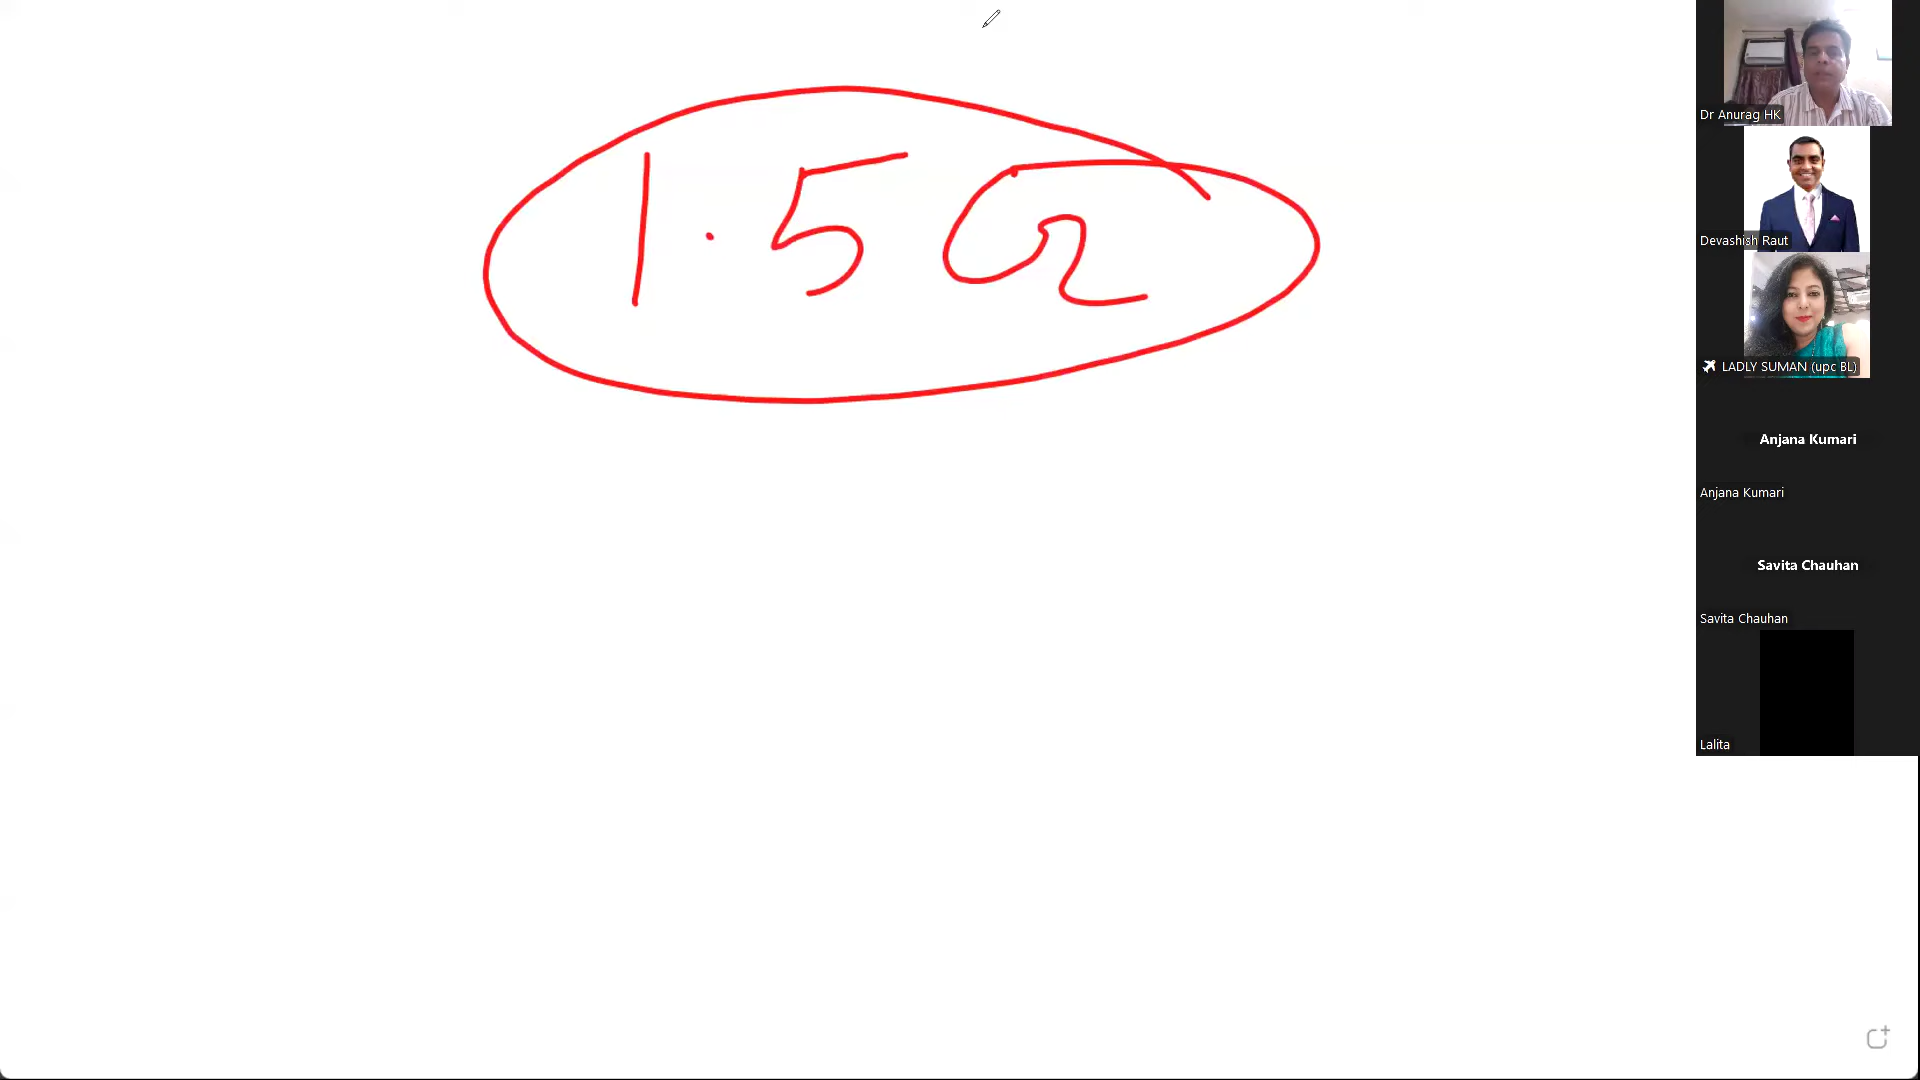 1.5 σ
Dr Anurag HK
Devashish Raut
LADLY SUMAN (upc BL)
Anjana Kumari
Anjana Kumari
Savita Chauhan
Savita Chauhan
Lalita